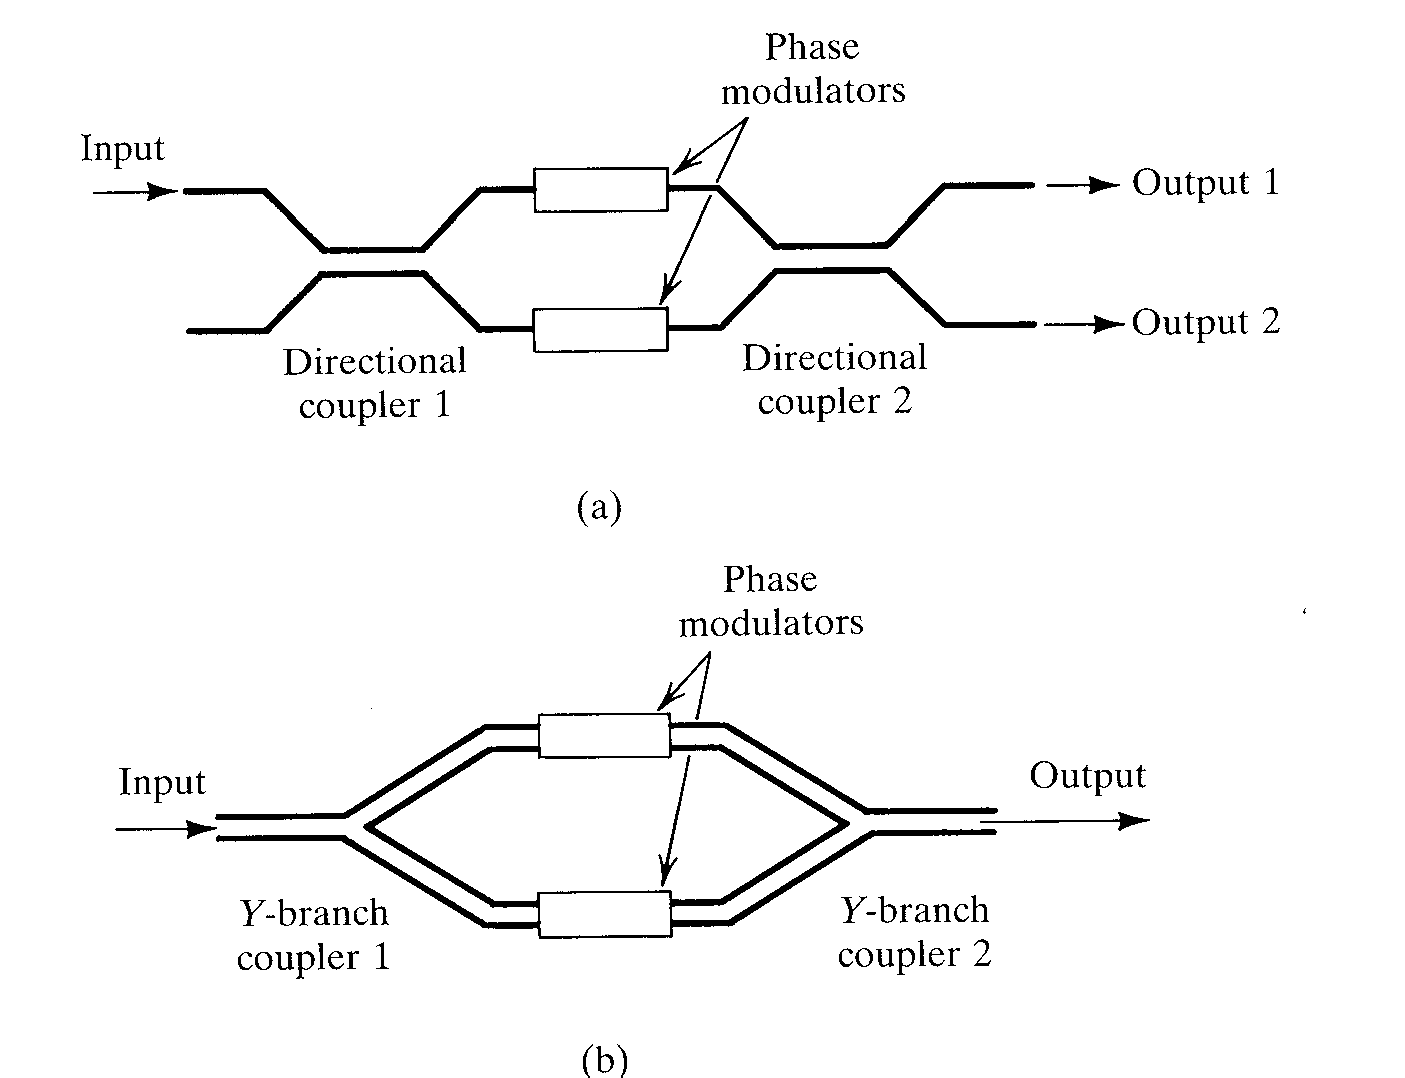 Phase
modulators
Input
Output 1
Output 2
Directional
coupler 1
Directional
coupler 2
(a)
Phase
modulators
Input
Output
Y-branch
coupler 1
Y-branch
coupler 2
(b)